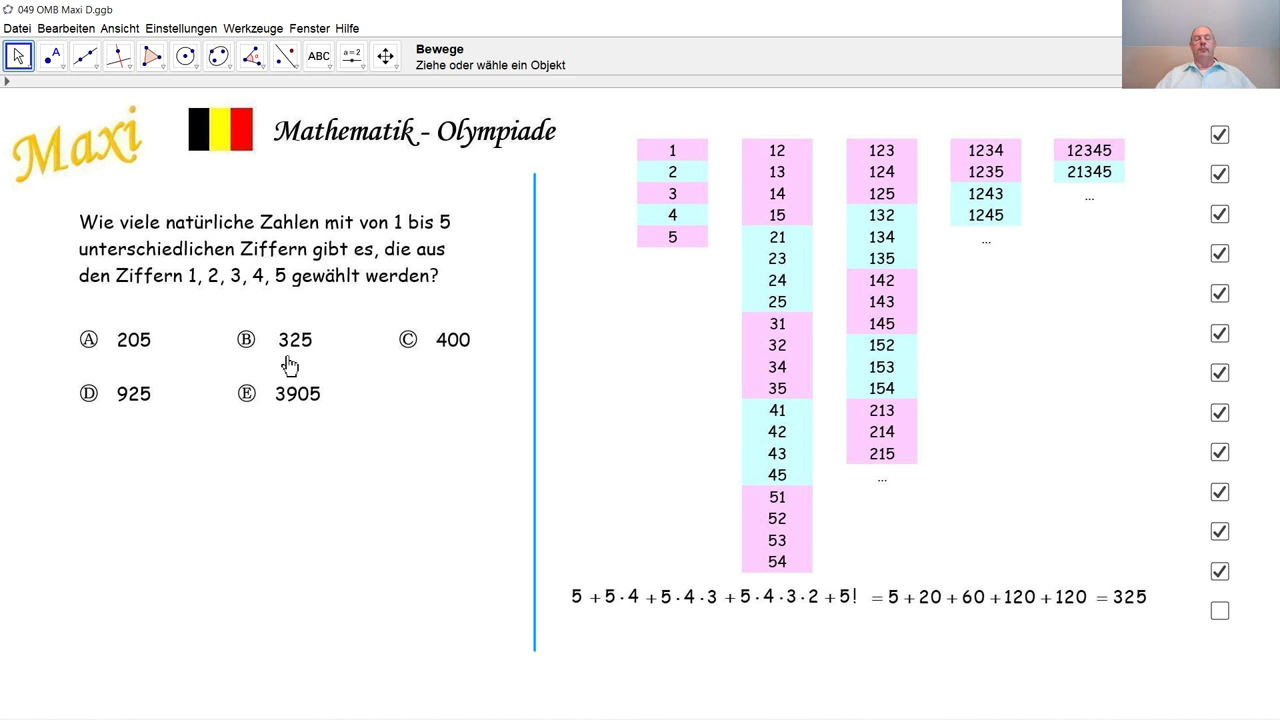 049 OMB Maxi D.ggb
Datei Bearbeiten Ansicht Einstellungen Werkzeuge Fenster Hilfe
A ABC a=2 Bewege
Ziehe oder wähle ein Objekt
Maxi
Mathematik - Olympiade
Wie viele natürliche Zahlen mit von 1 bis 5
unterschiedlichen Ziffern gibt es, die aus
den Ziffern 1, 2, 3, 4, 5 gewählt werden?
Ⓐ 205 Ⓑ 325 Ⓒ 400
Ⓓ 925 Ⓔ 3905
1 12 123 1234 12345
2 13 124 1235 21345
3 14 125 1243 ...
4 15 132 1245
5 21 134 ...
23 135
24 142
25 143
31 145
32 152
34 153
35 154
41 213
42 214
43 215
45 ...
51
52
53
54
5 + 5 · 4 + 5 · 4 · 3 + 5 · 4 · 3 · 2 + 5! = 5 + 20 + 60 + 120 + 120 = 325